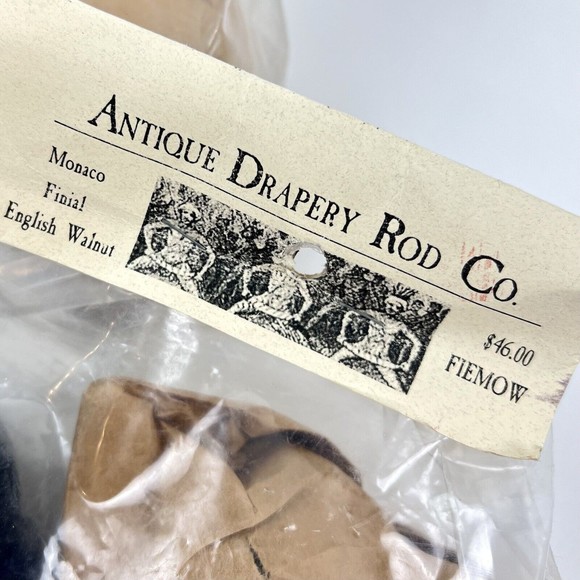 ANTIQUE DRAPERY ROD CO.
Monaco
Finial
English Walnut
$46.00
FIEMOW